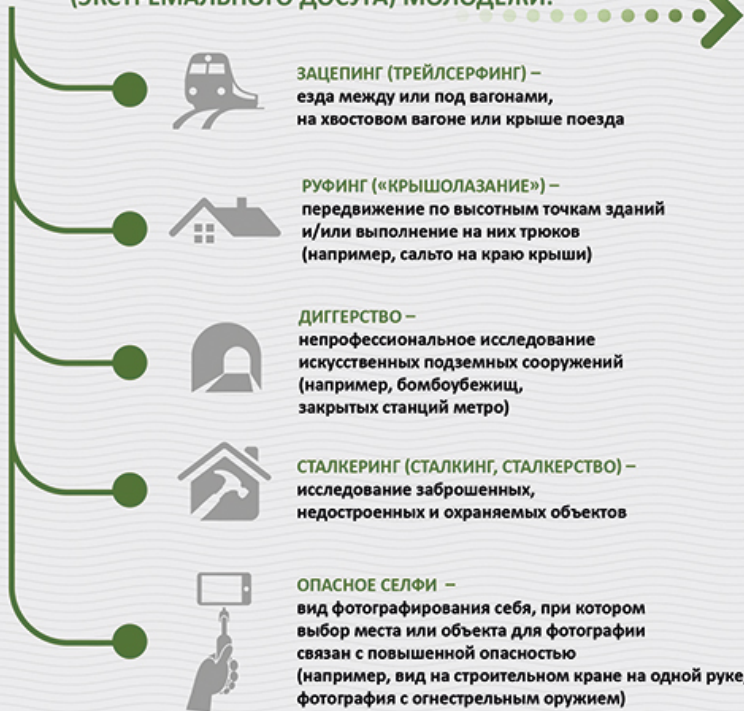 (ЭКСТРЕМАЛЬНОГО ДОСУГА) МОЛОДЕЖИ:
ЗАЦЕПИНГ (ТРЕЙЛСЕРФИНГ) –
езда между или под вагонами,
на хвостовом вагоне или крыше поезда
РУФИНГ («КРЫШОЛАЗАНИЕ») –
передвижение по высотным точкам зданий
и/или выполнение на них трюков
(например, сальто на краю крыши)
ДИГГЕРСТВО –
непрофессиональное исследование
искусственных подземных сооружений
(например, бомбоубежищ,
закрытых станций метро)
СТАЛКЕРИНГ (СТАЛКИНГ, СТАЛКЕРСТВО) –
исследование заброшенных,
недостроенных и охраняемых объектов
ОПАСНОЕ СЕЛФИ –
вид фотографирования себя, при котором
выбор места или объекта для фотографии
связан с повышенной опасностью
(например, вид на строительном кране на одной руке,
фотография с огнестрельным оружием)